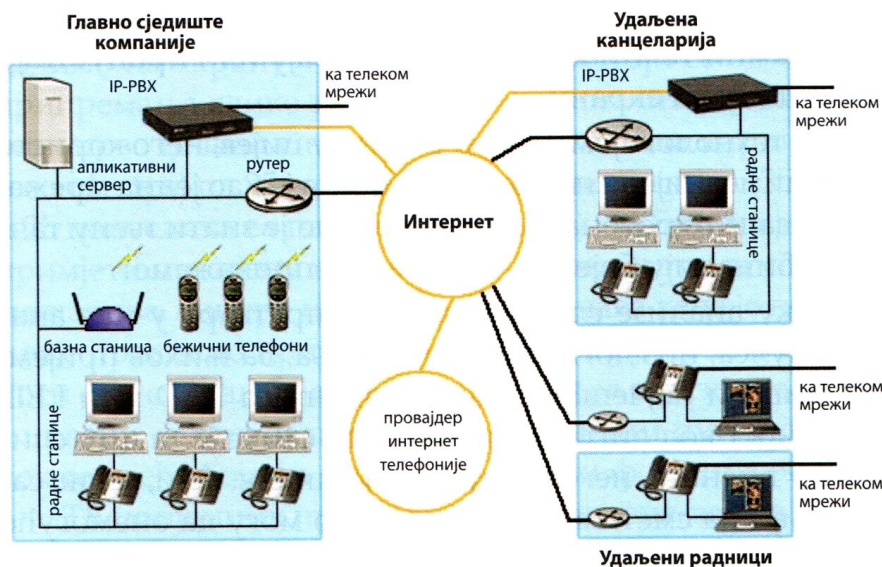 Главно сједиште
компаније
IP-PBX
ка телеком
мрежи
апликативни
сервер
рутер
базна станица
бежични телефони
радне станице
Интернет
провајдер
интернет
телефоније
Удаљена
канцеларија
IP-PBX
ка телеком
мрежи
радне станице
ка телеком
мрежи
ка телеком
мрежи
Удаљени радници